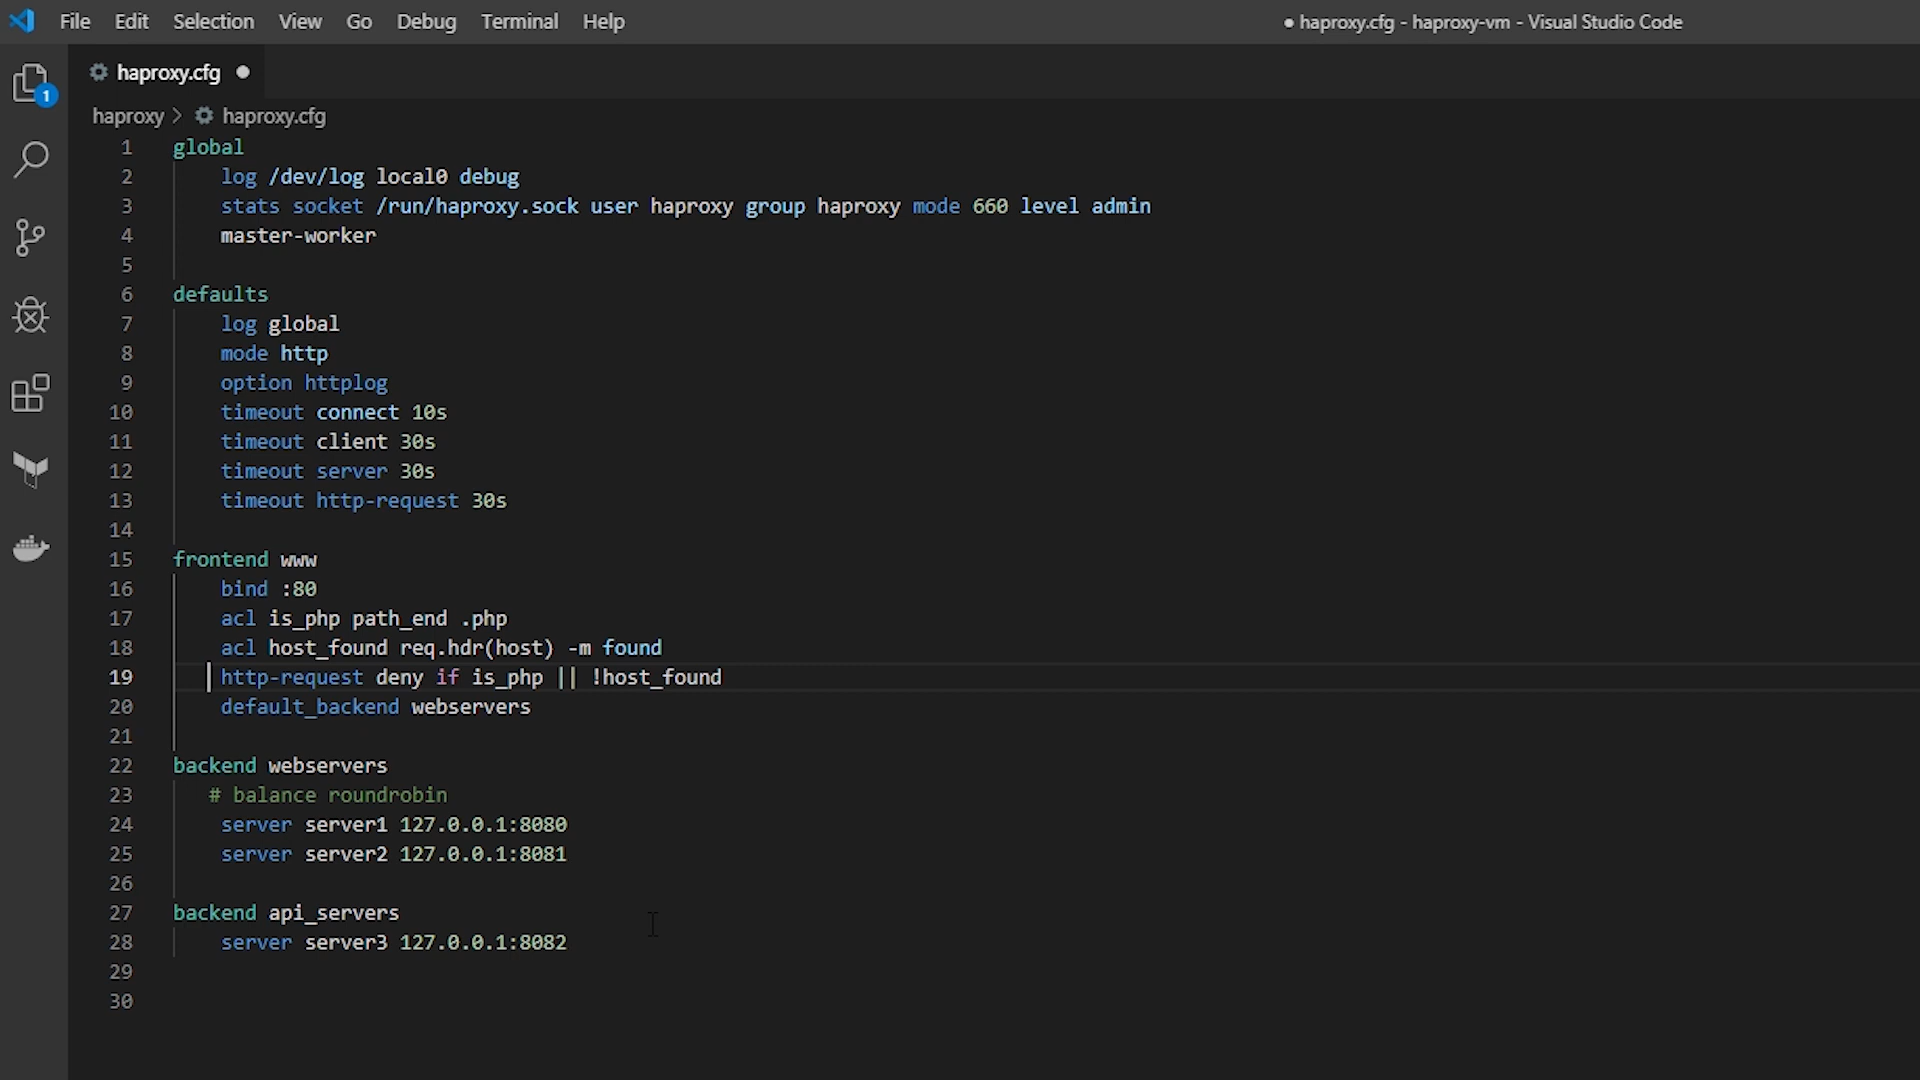 File Edit Selection View Go Debug Terminal Help
● haproxy.cfg - haproxy-vm - Visual Studio Code
haproxy.cfg ●
1
haproxy > haproxy.cfg
1 global
2 log /dev/log local0 debug
3 stats socket /run/haproxy.sock user haproxy group haproxy mode 660 level admin
4 master-worker
5
6 defaults
7 log global
8 mode http
9 option httplog
10 timeout connect 10s
11 timeout client 30s
12 timeout server 30s
13 timeout http-request 30s
14
15 frontend www
16 bind :80
17 acl is_php path_end .php
18 acl host_found req.hdr(host) -m found
19 http-request deny if is_php || !host_found
20 default_backend webservers
21
22 backend webservers
23 # balance roundrobin
24 server server1 127.0.0.1:8080
25 server server2 127.0.0.1:8081
26
27 backend api_servers
28 server server3 127.0.0.1:8082
29
30